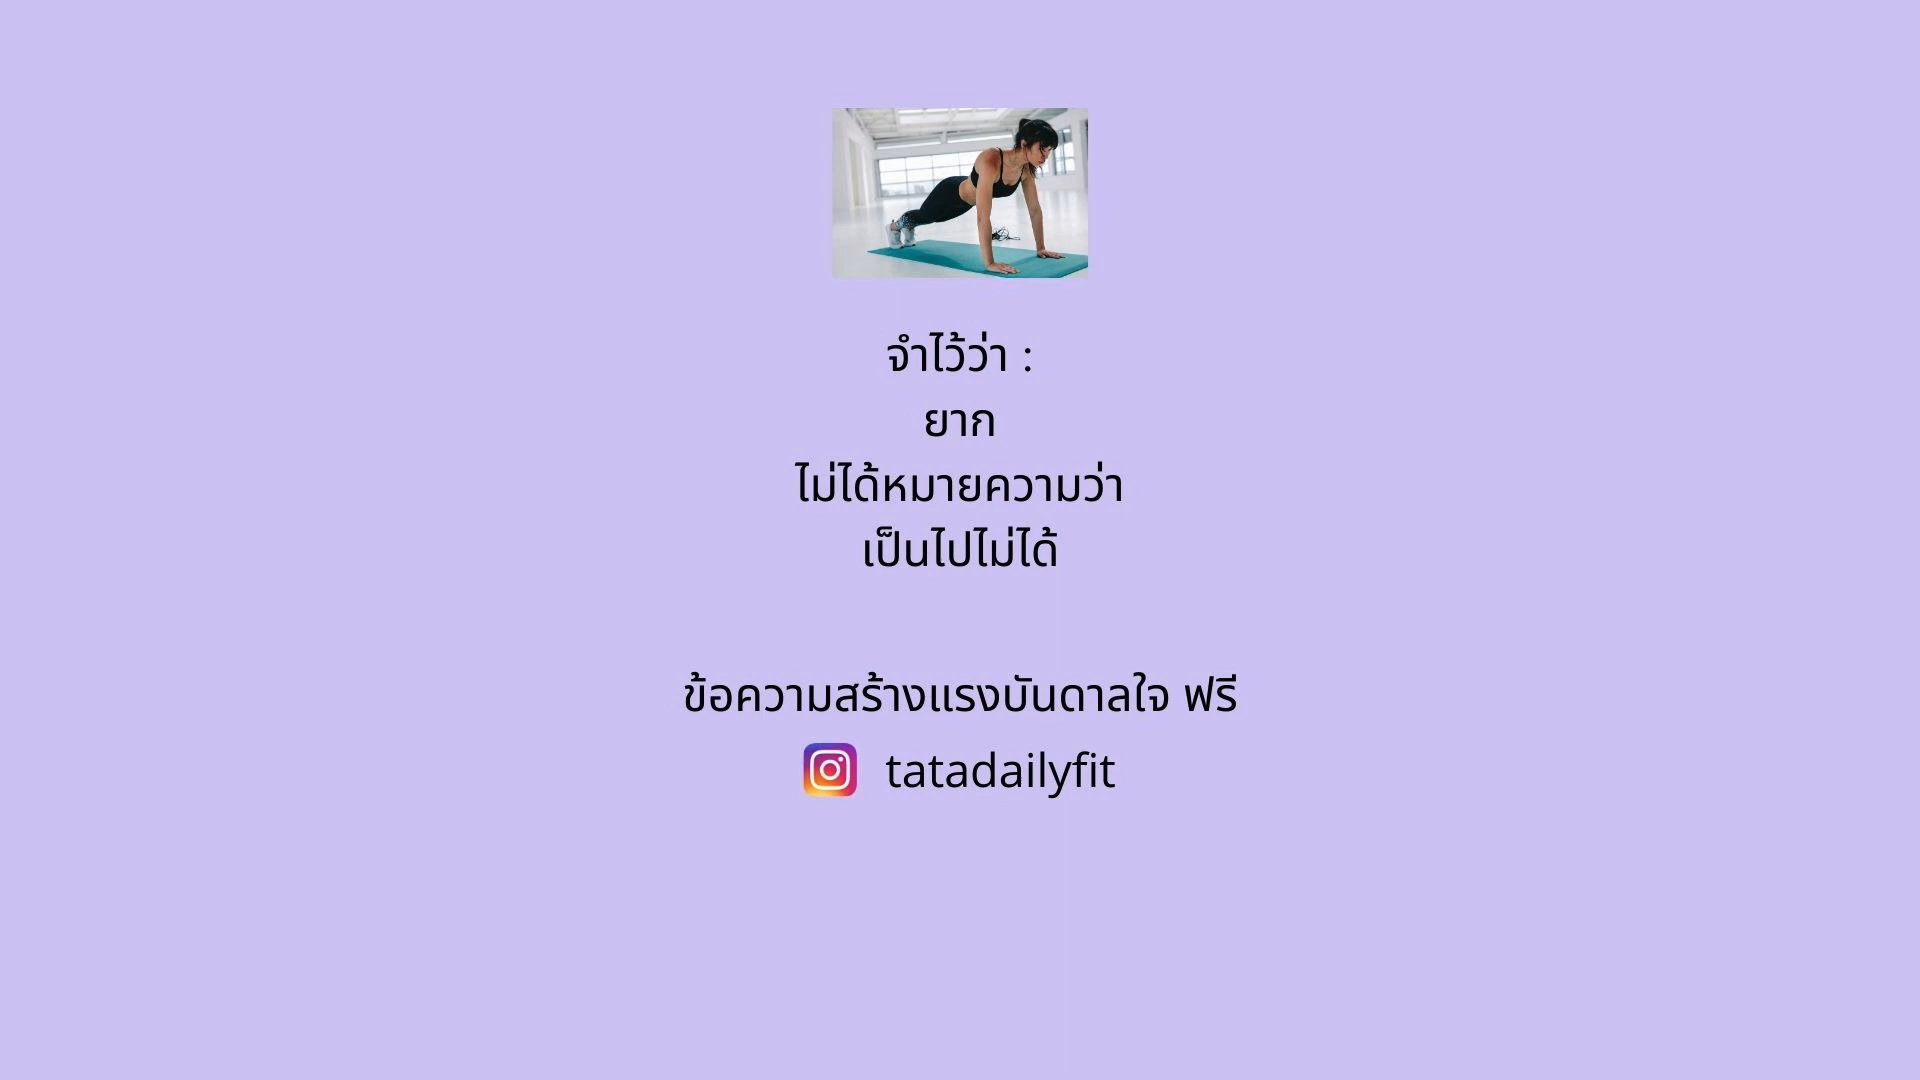 จำไว้ว่า :
ยาก
ไม่ได้หมายความว่า
เป็นไปไม่ได้
ข้อความสร้างแรงบันดาลใจ ฟรี
tatadailyfit